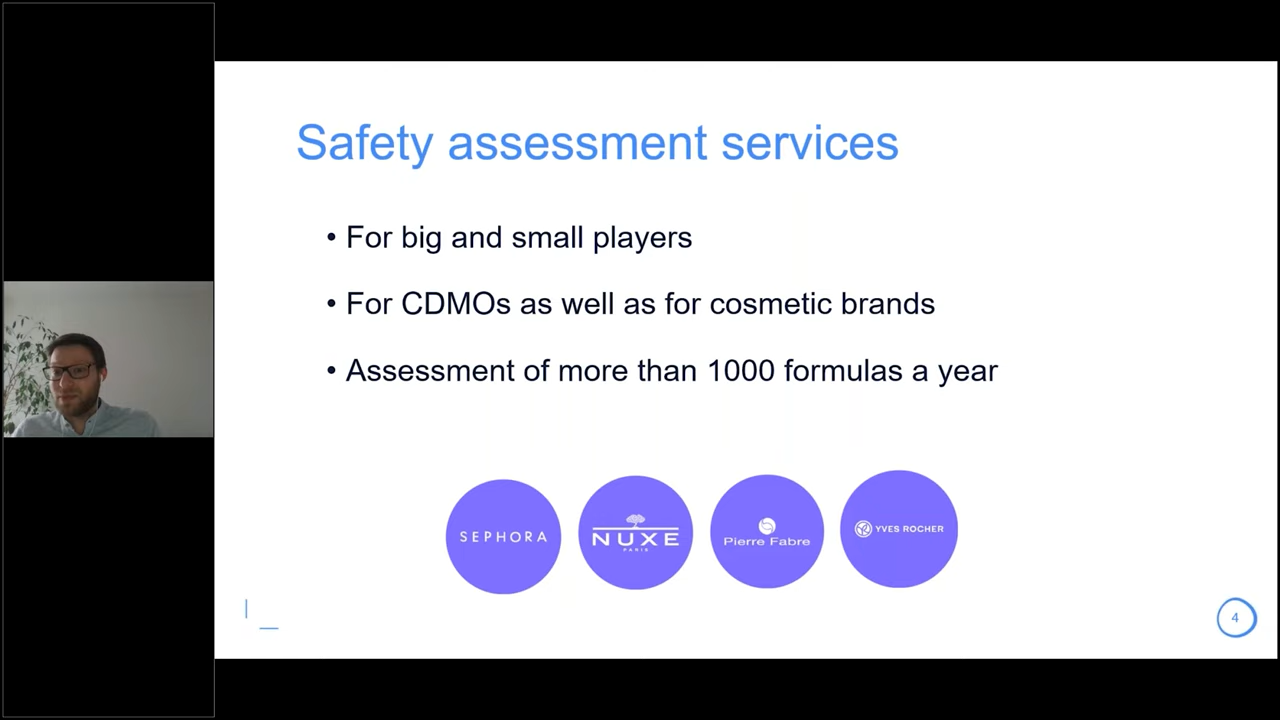 Safety assessment services
• For big and small players
• For CDMOs as well as for cosmetic brands
• Assessment of more than 1000 formulas a year
SEPHORA
NUXE
PARIS
Pierre Fabre
YVES ROCHER
4